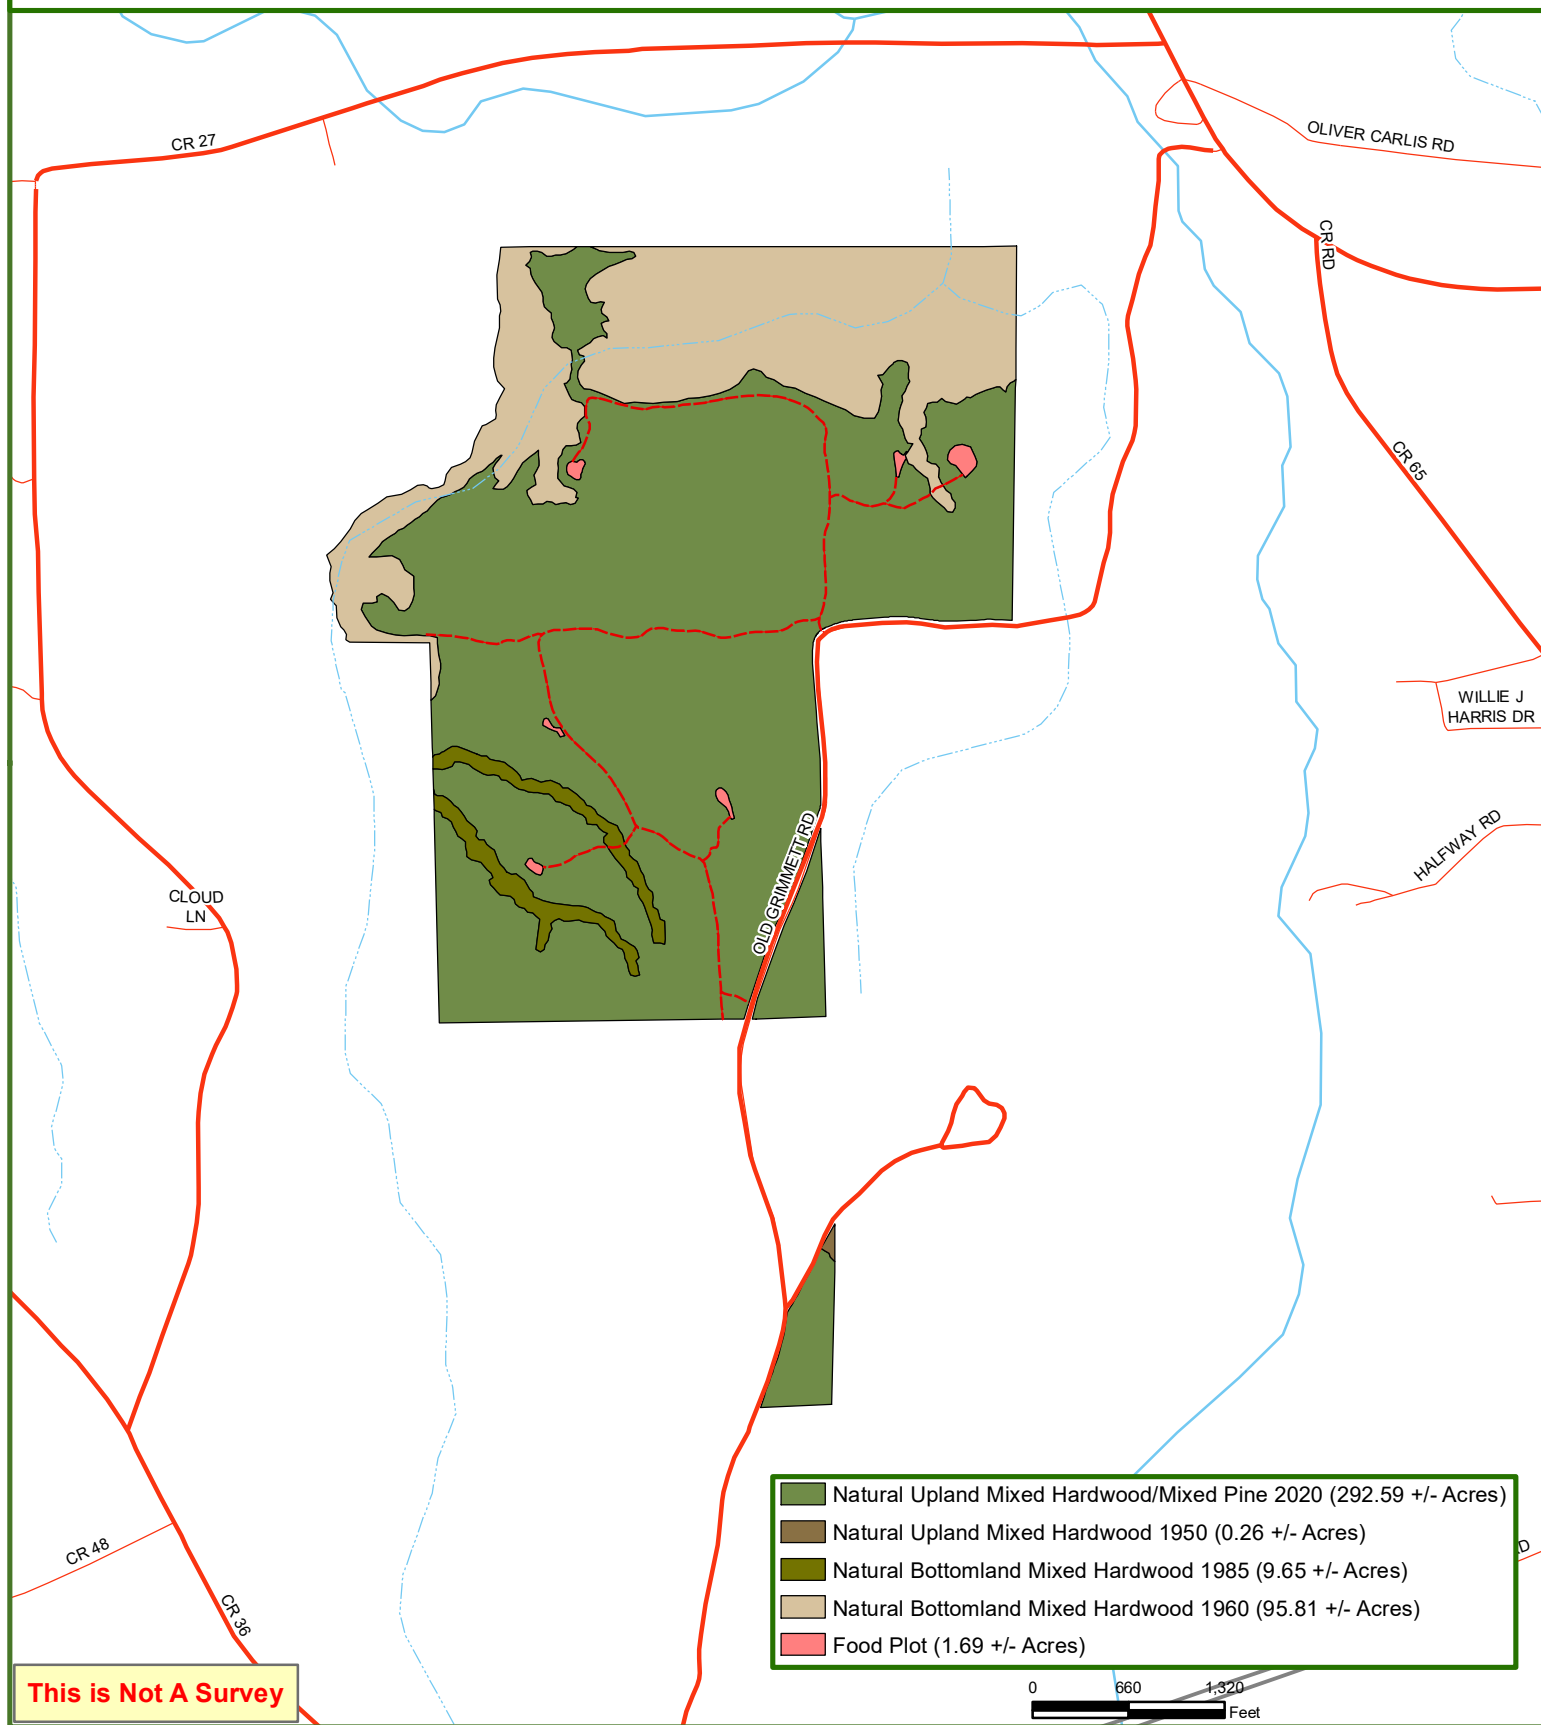 CR 27
OLIVER CARLIS RD
CR RD
CR 65
WILLIE J
HARRIS DR
HALFWAY RD
OLD GRIMMETT RD
CLOUD
LN
CR 48
CR 36
Natural Upland Mixed Hardwood/Mixed Pine 2020 (292.59 +/- Acres)
Natural Upland Mixed Hardwood 1950 (0.26 +/- Acres)
Natural Bottomland Mixed Hardwood 1985 (9.65 +/- Acres)
Natural Bottomland Mixed Hardwood 1960 (95.81 +/- Acres)
Food Plot (1.69 +/- Acres)
This is Not A Survey
0 660 1,320
Feet